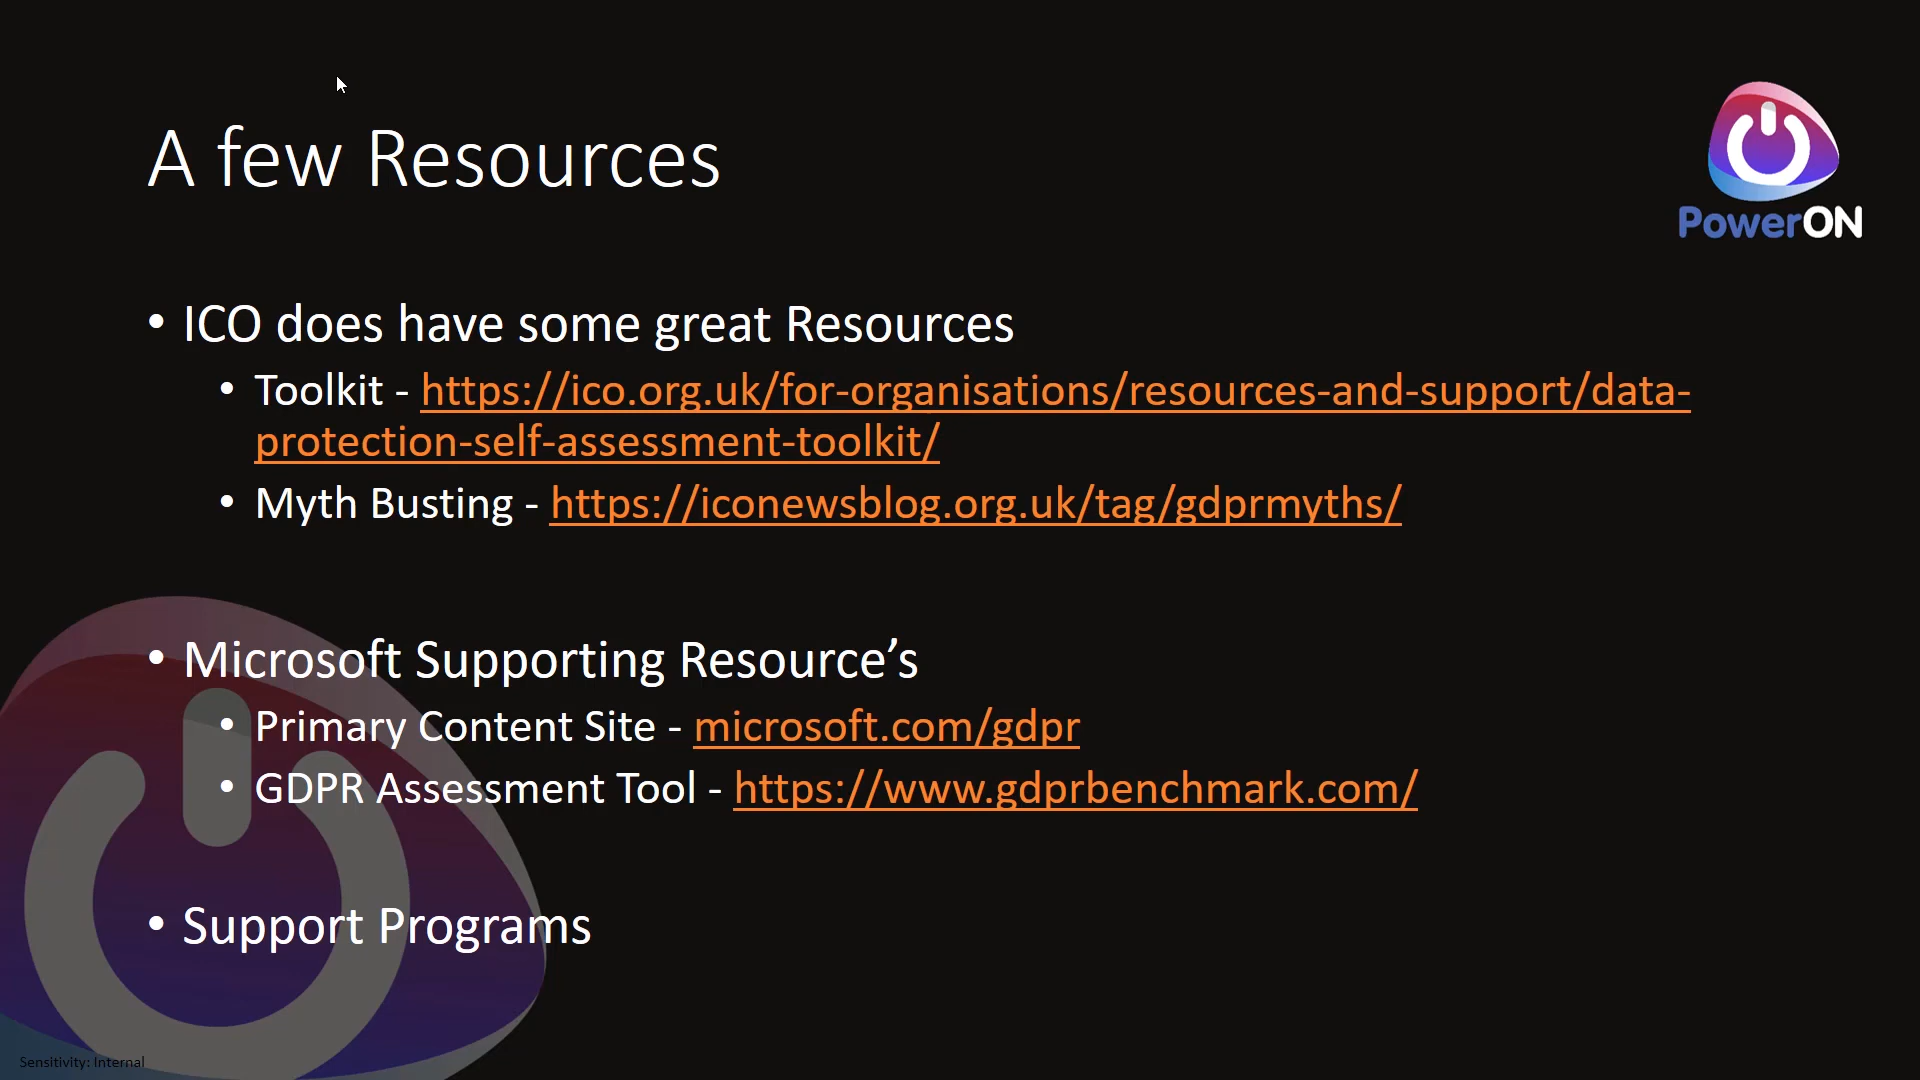 A few Resources
PowerON
• ICO does have some great Resources
• Toolkit - https://ico.org.uk/for-organisations/resources-and-support/data-
protection-self-assessment-toolkit/
• Myth Busting - https://iconewsblog.org.uk/tag/gdprmyths/
• Microsoft Supporting Resource’s
• Primary Content Site - microsoft.com/gdpr
• GDPR Assessment Tool - https://www.gdprbenchmark.com/
• Support Programs
Sensitivity: Internal